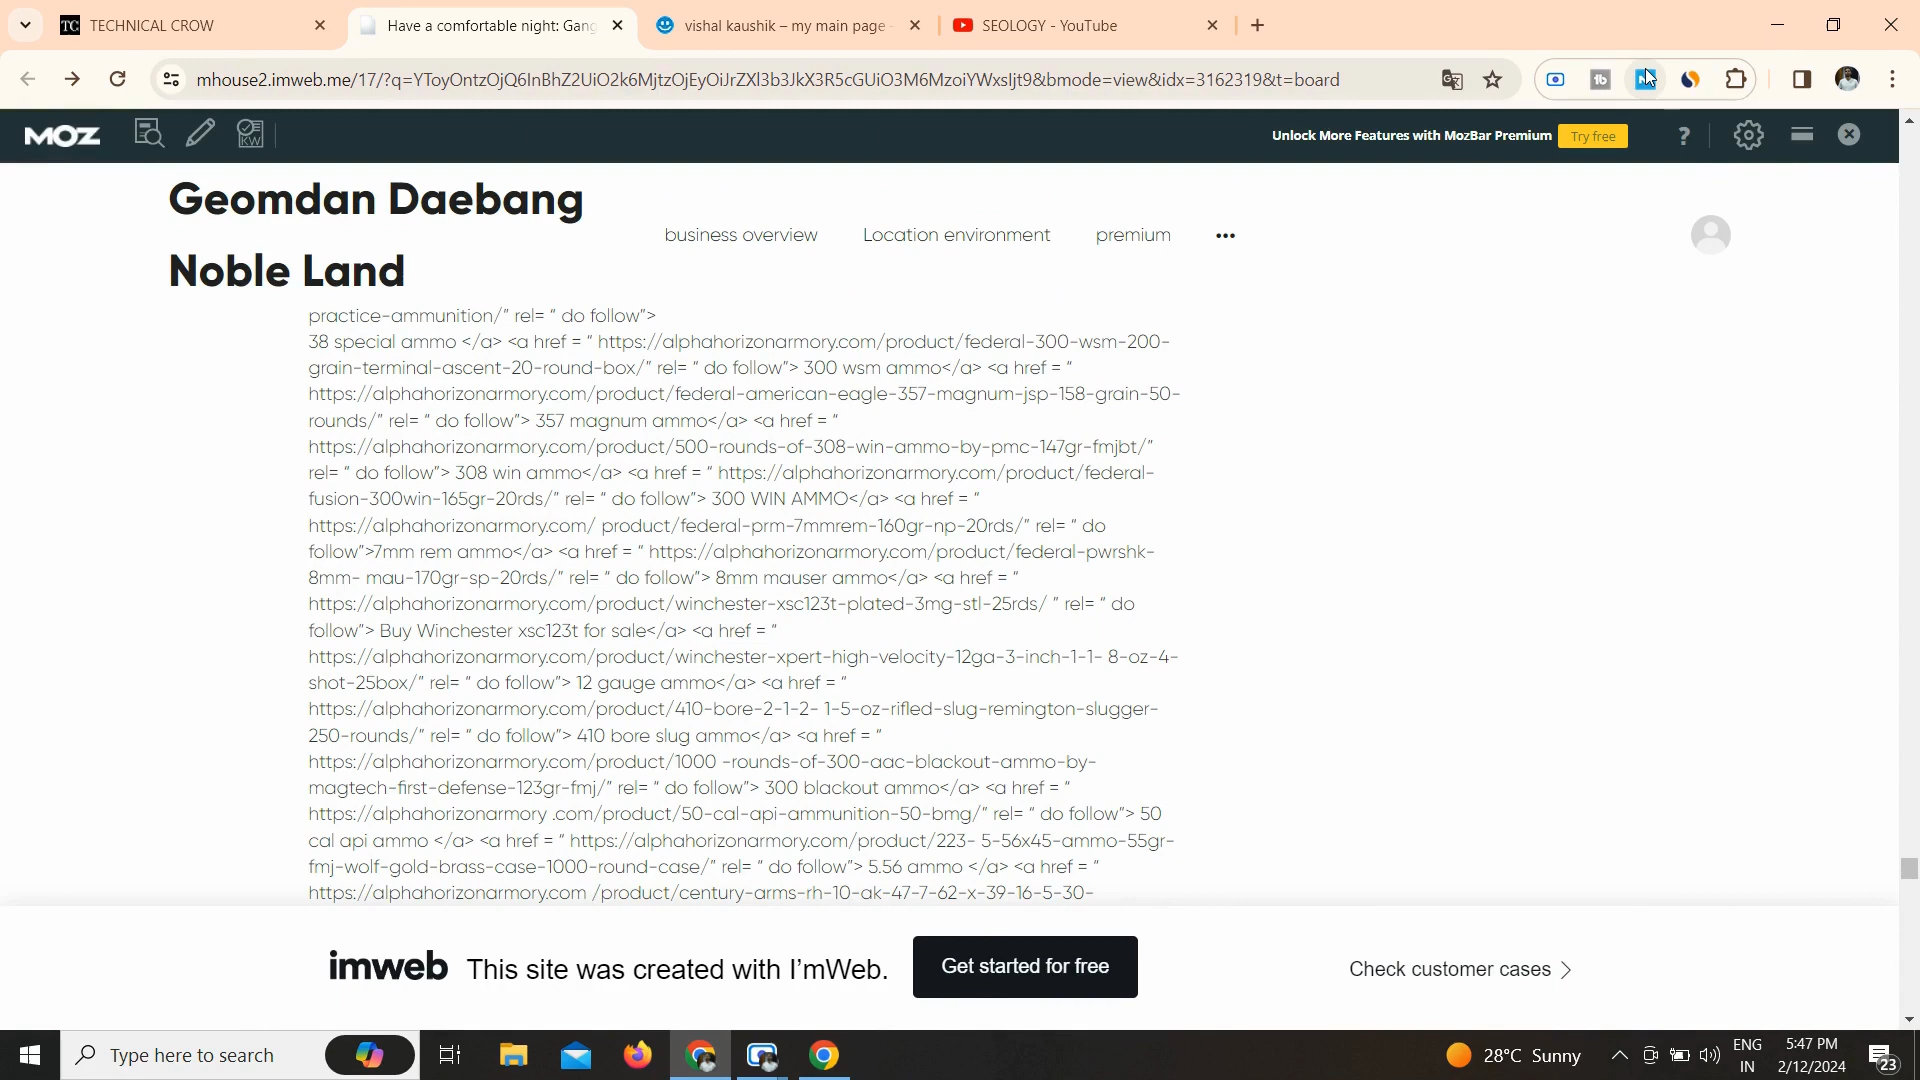 TECHNICAL CROW
Have a comfortable night: Gang
vishal kaushik – my main page -
SEOLOGY - YouTube
mhouse2.imweb.me/17/?q=YToyOntzOjQ6InBhZ2UiO2k6MjtzOjEyOiJrZXl3b3JkX3R5cGUiO3M6MzoiYWxsIjt9&bmode=view&idx=3162319&t=board
MOZ
KW
Unlock More Features with MozBar Premium
Try free
?
Geomdan Daebang
Noble Land
business overview
Location environment
premium
•••
practice-ammunition/” rel= “ do follow”>
38 special ammo </a> <a href = “ https://alphahorizonarmory.com/product/federal-300-wsm-200-
grain-terminal-ascent-20-round-box/” rel= “ do follow”> 300 wsm ammo</a> <a href = “
https://alphahorizonarmory.com/product/federal-american-eagle-357-magnum-jsp-158-grain-50-
rounds/” rel= “ do follow”> 357 magnum ammo</a> <a href = “
https://alphahorizonarmory.com/product/500-rounds-of-308-win-ammo-by-pmc-147gr-fmjbt/”
rel= “ do follow”> 308 win ammo</a> <a href = “ https://alphahorizonarmory.com/product/federal-
fusion-300win-165gr-20rds/” rel= “ do follow”> 300 WIN AMMO</a> <a href = “
https://alphahorizonarmory.com/ product/federal-prm-7mmrem-160gr-np-20rds/” rel= “ do
follow”>7mm rem ammo</a> <a href = “ https://alphahorizonarmory.com/product/federal-pwrshk-
8mm- mau-170gr-sp-20rds/” rel= “ do follow”> 8mm mauser ammo</a> <a href = “
https://alphahorizonarmory.com/product/winchester-xsc123t-plated-3mg-stl-25rds/ ” rel= “ do
follow”> Buy Winchester xsc123t for sale</a> <a href = “
https://alphahorizonarmory.com/product/winchester-xpert-high-velocity-12ga-3-inch-1-1- 8-oz-4-
shot-25box/” rel= “ do follow”> 12 gauge ammo</a> <a href = “
https://alphahorizonarmory.com/product/410-bore-2-1-2- 1-5-oz-rifled-slug-remington-slugger-
250-rounds/” rel= “ do follow”> 410 bore slug ammo</a> <a href = “
https://alphahorizonarmory.com/product/1000 -rounds-of-300-aac-blackout-ammo-by-
magtech-first-defense-123gr-fmj/” rel= “ do follow”> 300 blackout ammo</a> <a href = “
https://alphahorizonarmory .com/product/50-cal-api-ammunition-50-bmg/” rel= “ do follow”> 50
cal api ammo </a> <a href = “ https://alphahorizonarmory.com/product/223- 5-56x45-ammo-55gr-
fmj-wolf-gold-brass-case-1000-round-case/” rel= “ do follow”> 5.56 ammo </a> <a href = “
https://alphahorizonarmory.com /product/century-arms-rh-10-ak-47-7-62-x-39-16-5-30-
imweb
This site was created with I’mWeb.
Get started for free
Check customer cases
Type here to search
28°C Sunny
ENG
IN
5:47 PM
2/12/2024
23